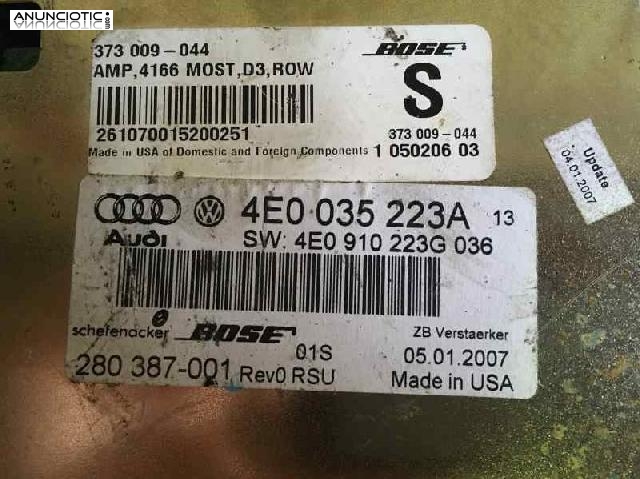 ANUNCIOTIC.es
373 009-044
BOSE
AMP,4166 MOST,D3,ROW
S
261070015200251
373 009-044
Made in USA of Domestic and Foreign Components
1 050206 03
Update
04.01.2007
4E0 035 223A 13
Audi
SW: 4E0 910 223G 036
schefenacker
BOSE
ZB Verstaerker
280 387-001 Rev0 RSU
01S
05.01.2007
Made in USA